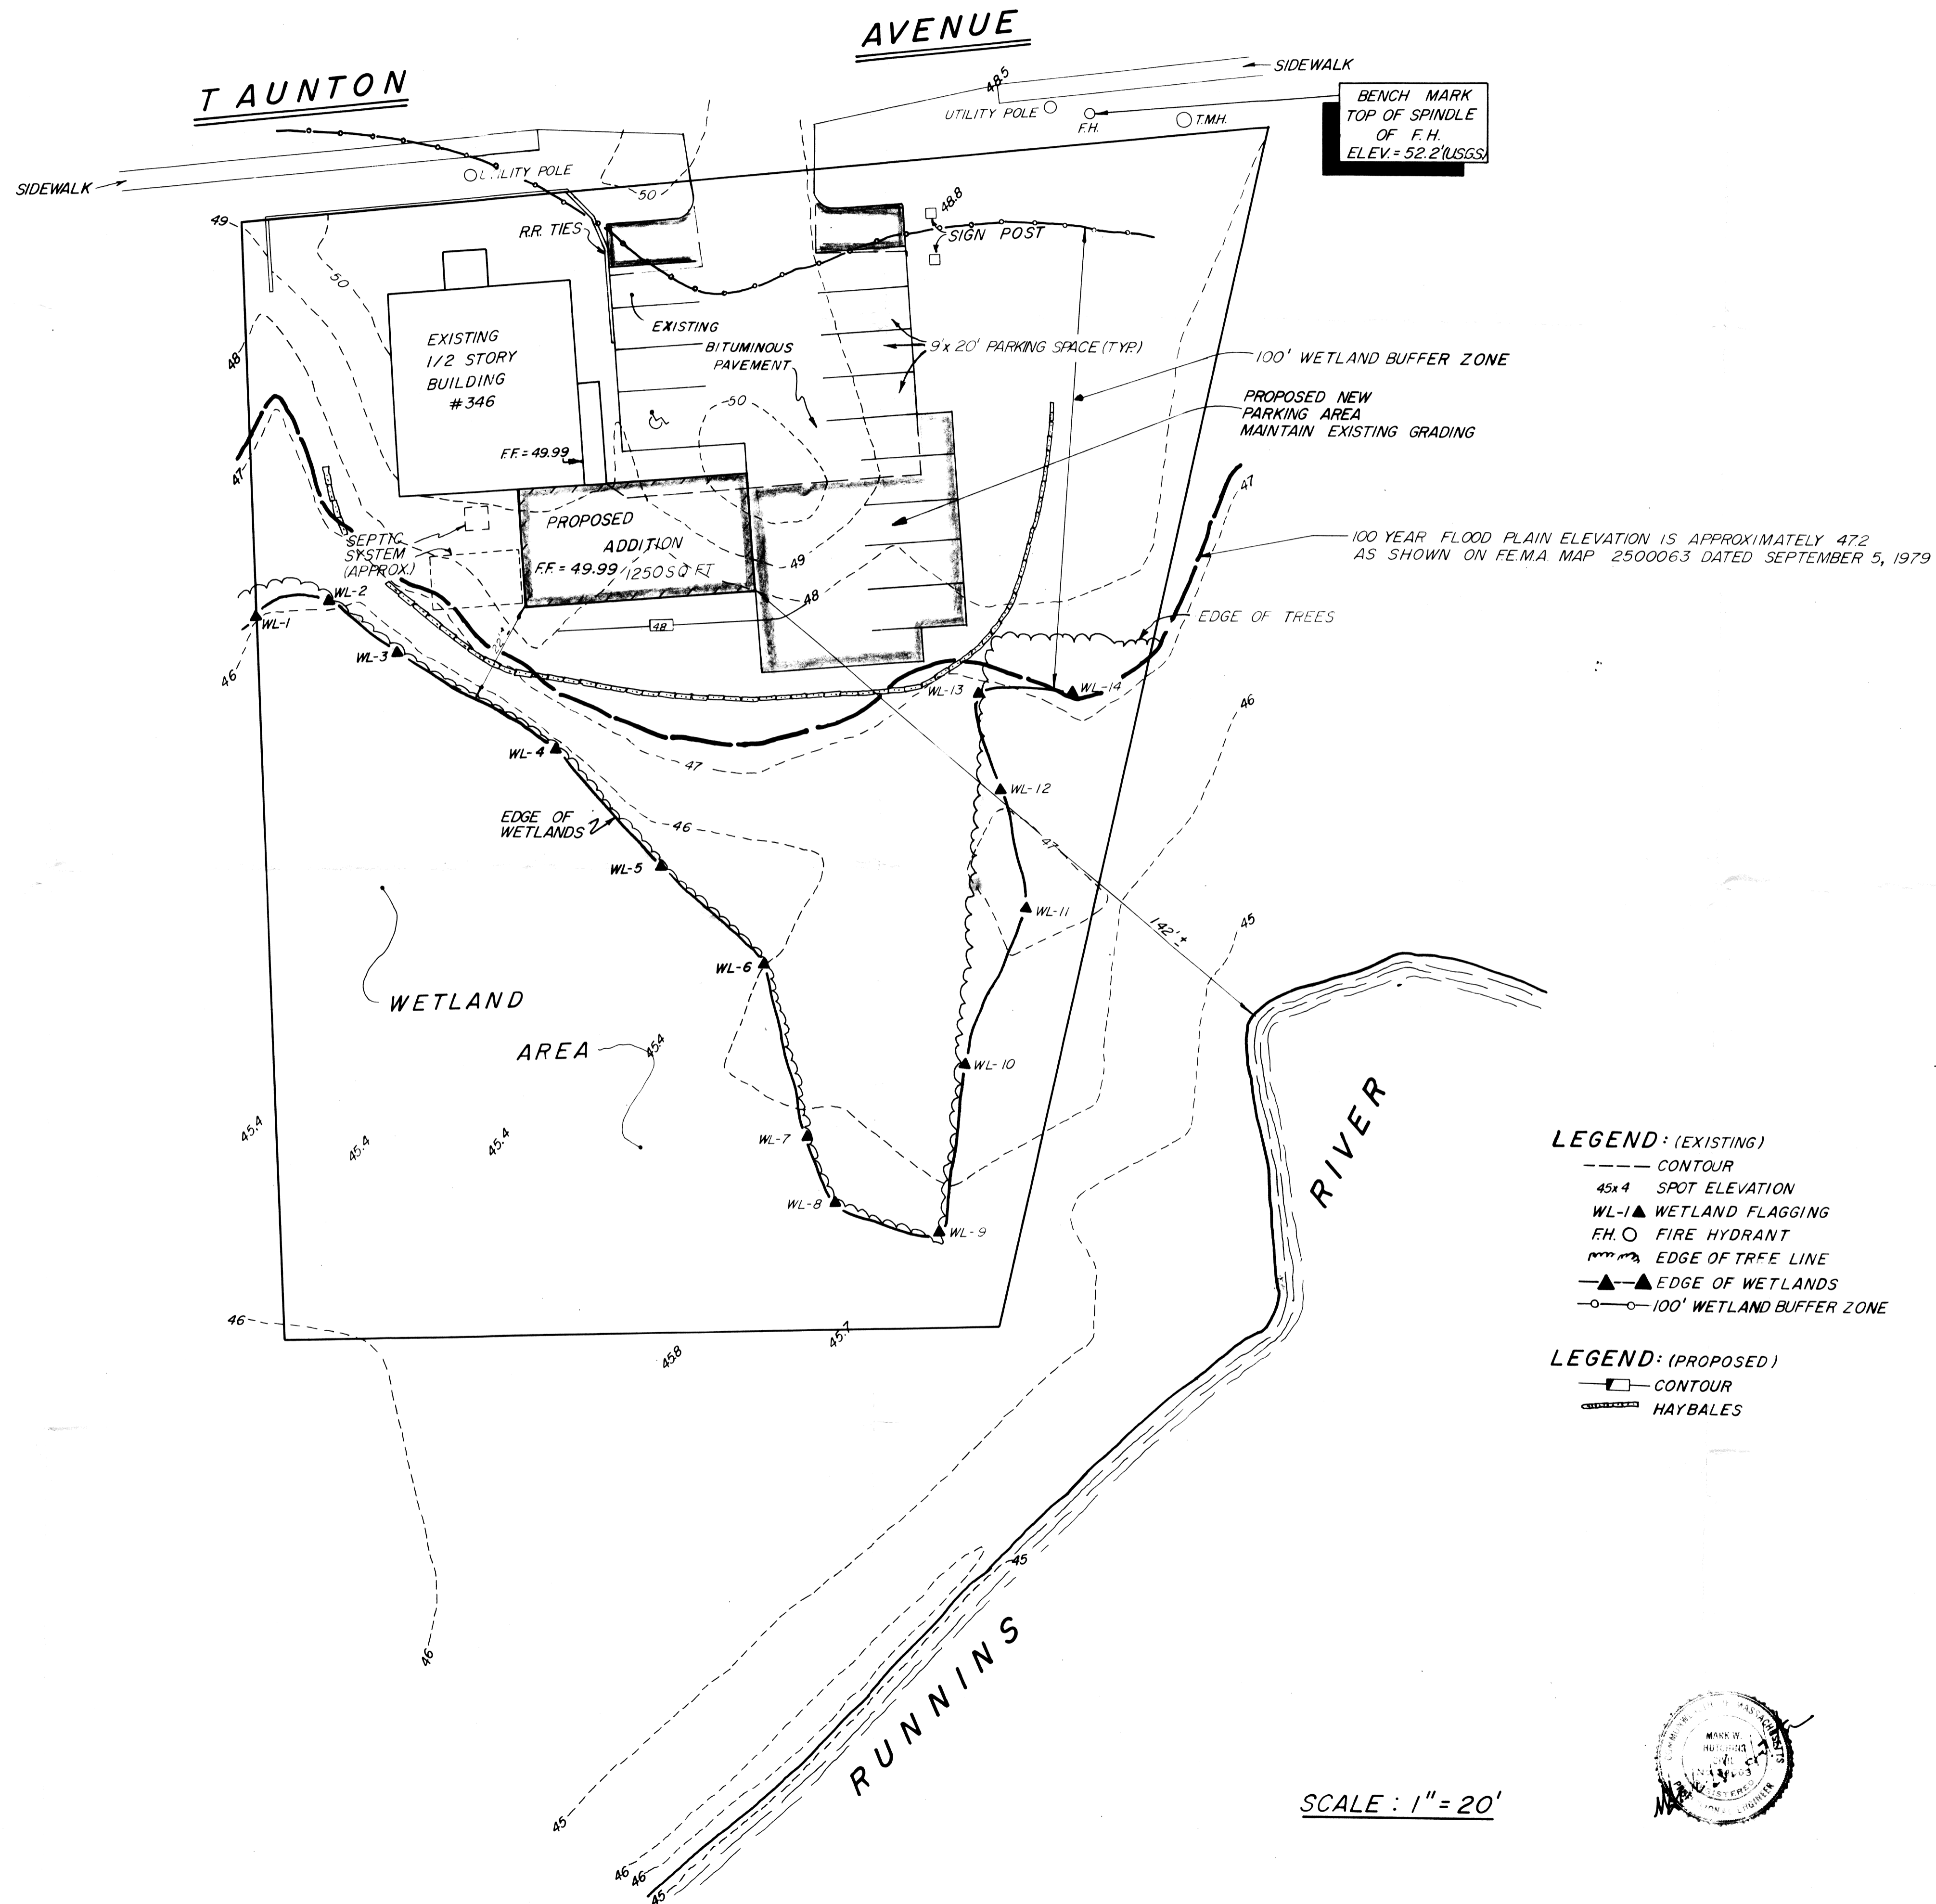 AVENUE
TAUNTON
SIDEWALK
48.5
UTILITY POLE
F.H.
T.M.H.
BENCH MARK
TOP OF SPINDLE
OF F.H.
ELEV.= 52.2'(USGS)
SIDEWALK
UTILITY POLE
50
49
48.8
R.R. TIES
SIGN POST
50
EXISTING
1/2 STORY
BUILDING
#346
F.F. = 49.99
EXISTING
BITUMINOUS
PAVEMENT
9'x 20' PARKING SPACE (TYP.)
100' WETLAND BUFFER ZONE
48
PROPOSED NEW
PARKING AREA
MAINTAIN EXISTING GRADING
50
47
47
SEPTIC
SYSTEM
(APPROX.)
PROPOSED
ADDITION
F.F. = 49.99
1250 SQ FT
49
48
48
100 YEAR FLOOD PLAIN ELEVATION IS APPROXIMATELY 47.2
AS SHOWN ON F.E.M.A. MAP 2500063 DATED SEPTEMBER 5, 1979
EDGE OF TREES
WL-1
WL-2
WL-3
46
22'±
WL-13
WL-14
46
WL-4
47
WL-12
EDGE OF
WETLANDS
46
47
WL-5
WL-11
45
142'±
WL-6
WETLAND
AREA
45.4
WL-10
45.4
45.4
45.4
WL-7
WL-8
WL-9
RIVER
LEGEND: (EXISTING)
CONTOUR
45x4 SPOT ELEVATION
WL-1 WETLAND FLAGGING
F.H. FIRE HYDRANT
EDGE OF TREE LINE
EDGE OF WETLANDS
100' WETLAND BUFFER ZONE
46
45.7
45.8
LEGEND: (PROPOSED)
CONTOUR
HAYBALES
45
46
RUNNINS
45
46
46
45
SCALE : 1" = 20'
MASSACHUSETTS
MARK W.
CIVIL
REGISTERED
ENGINEER